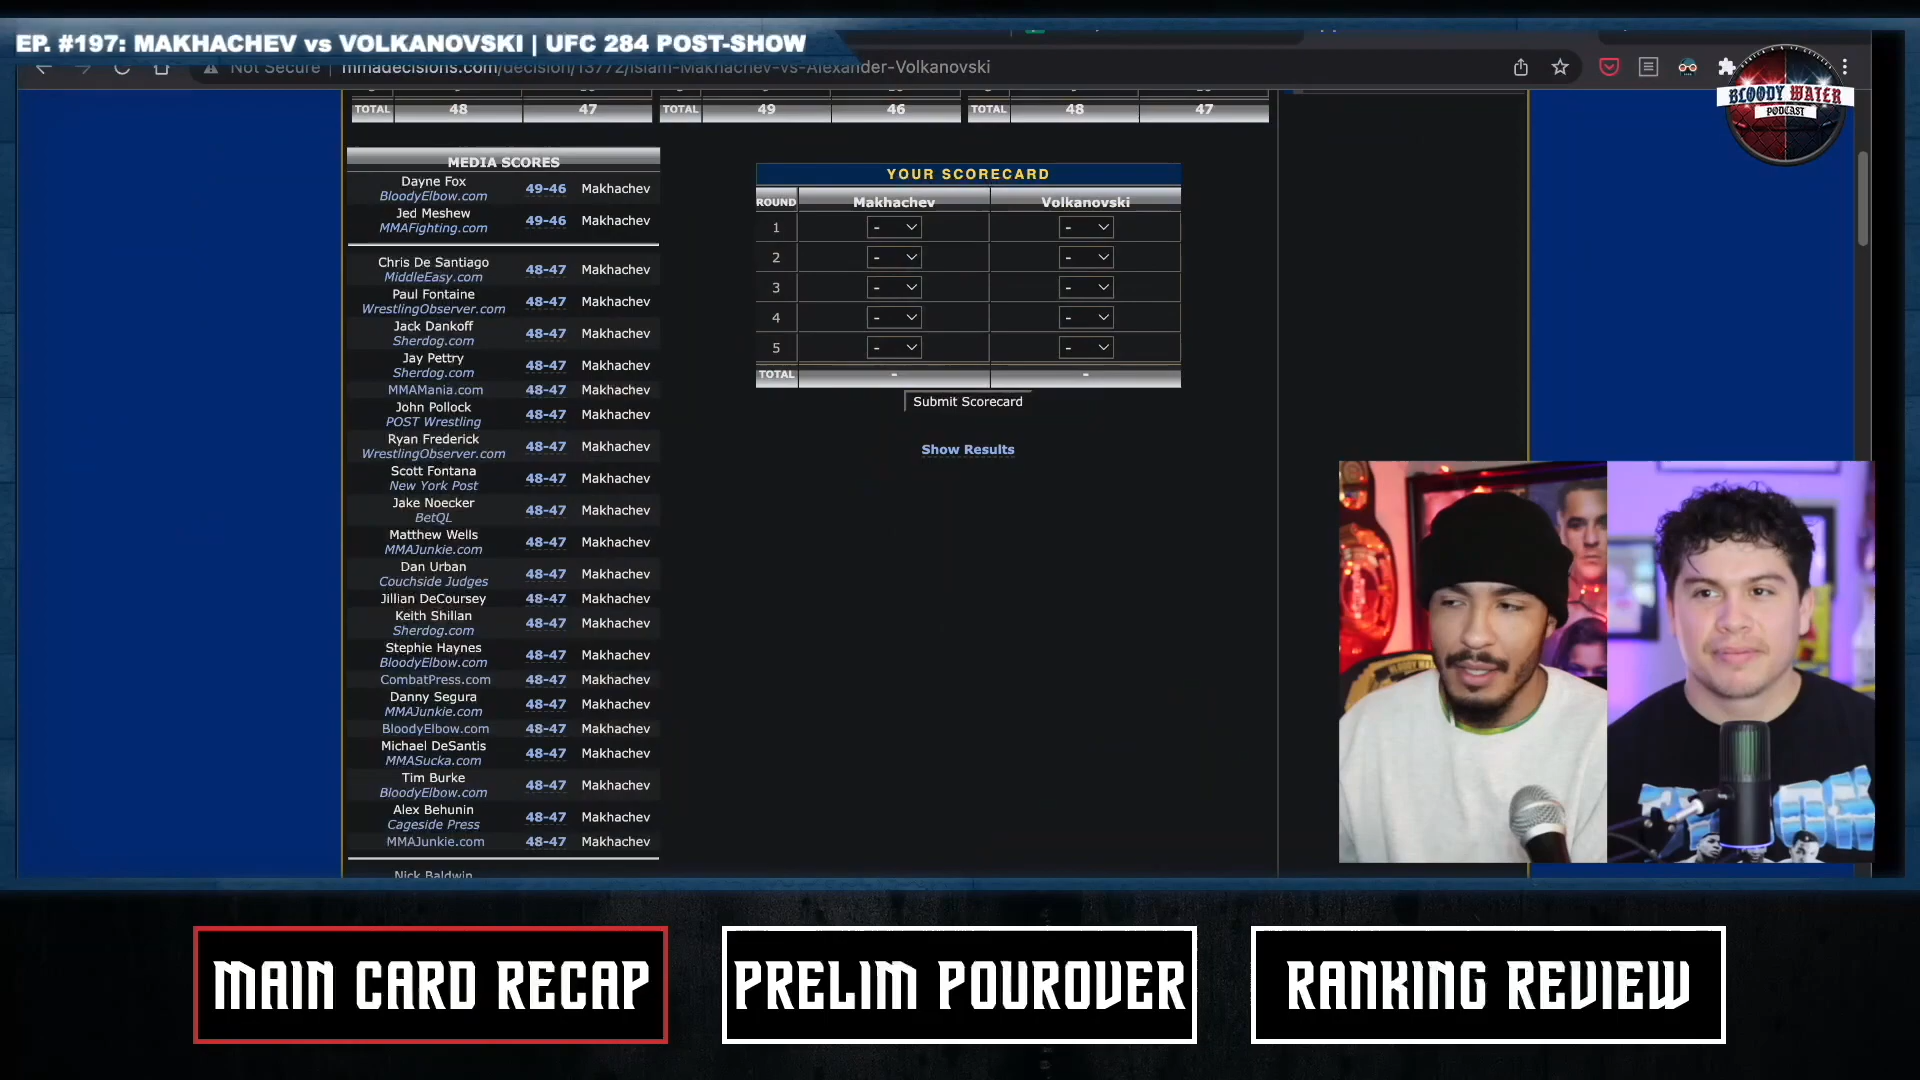 EP. #197: MAKHACHEV vs VOLKANOVSKI | UFC 284 POST-SHOW
Not Secure | mmadecisions.com/decision/13772/Islam-Makhachev-vs-Alexander-Volkanovski
BLOODY WATER
PODCAST
TOTAL 48 47 TOTAL 49 46 TOTAL 48 47
MEDIA SCORES
Dayne Fox
BloodyElbow.com 49-46 Makhachev
Jed Meshew
MMAFighting.com 49-46 Makhachev
Chris De Santiago
MiddleEasy.com 48-47 Makhachev
Paul Fontaine
WrestlingObserver.com 48-47 Makhachev
Jack Dankoff
Sherdog.com 48-47 Makhachev
Jay Pettry
Sherdog.com 48-47 Makhachev
MMAMania.com 48-47 Makhachev
John Pollock
POST Wrestling 48-47 Makhachev
Ryan Frederick
WrestlingObserver.com 48-47 Makhachev
Scott Fontana
New York Post 48-47 Makhachev
Jake Noecker
BetQL 48-47 Makhachev
Matthew Wells
MMAJunkie.com 48-47 Makhachev
Dan Urban
Couchside Judges 48-47 Makhachev
Jillian DeCoursey 48-47 Makhachev
Keith Shillan
Sherdog.com 48-47 Makhachev
Stephie Haynes
BloodyElbow.com 48-47 Makhachev
CombatPress.com 48-47 Makhachev
Danny Segura
MMAJunkie.com 48-47 Makhachev
BloodyElbow.com 48-47 Makhachev
Michael DeSantis
MMASucka.com 48-47 Makhachev
Tim Burke
BloodyElbow.com 48-47 Makhachev
Alex Behunin
Cageside Press 48-47 Makhachev
MMAJunkie.com 48-47 Makhachev
Nick Baldwin
YOUR SCORECARD
ROUND Makhachev Volkanovski
1 - -
2 - -
3 - -
4 - -
5 - -
TOTAL - -
Submit Scorecard
Show Results
MAIN CARD RECAP
PRELIM POUROVER
RANKING REVIEW